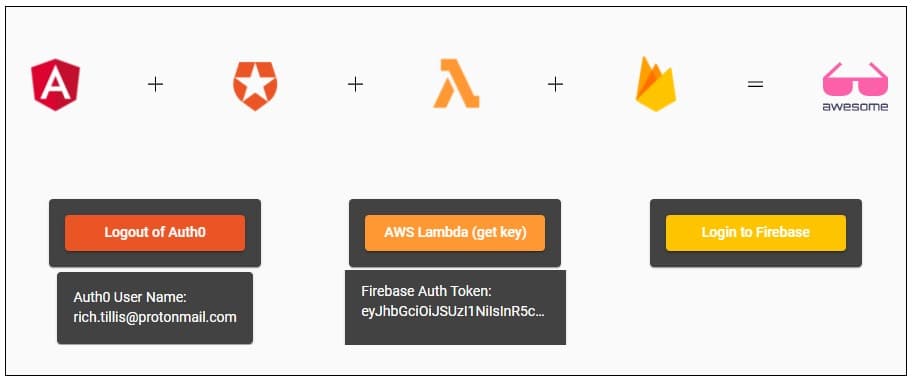 A + + λ + = awesome
Logout of Auth0
AWS Lambda (get key)
Login to Firebase
Auth0 User Name:
rich.tillis@protonmail.com
Firebase Auth Token:
eyJhbGciOiJSUzI1NiIsInR5c...